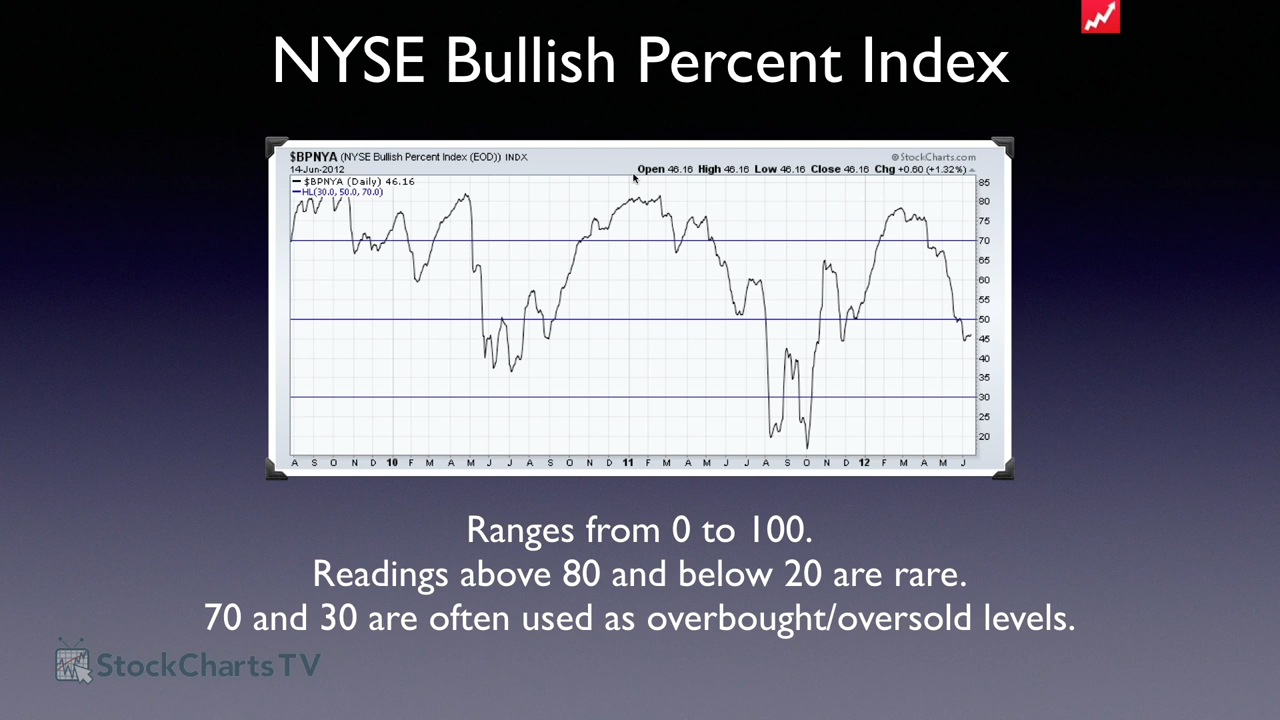 NYSE Bullish Percent Index
$BPNYA (NYSE Bullish Percent Index (EOD)) INDX
© StockCharts.com
14-Jun-2012
Open 46.16 High 46.16 Low 46.16 Close 46.16 Chg +0.60 (+1.32%)
$BPNYA (Daily) 46.16
HL(30.0, 50.0, 70.0)
85
80
75
70
65
60
55
50
45
40
35
30
25
20
A S O N D 10 F M A M J J A S O N D 11 F M A M J J A S O N D 12 F M A M J
Ranges from 0 to 100.
Readings above 80 and below 20 are rare.
70 and 30 are often used as overbought/oversold levels.
StockCharts TV